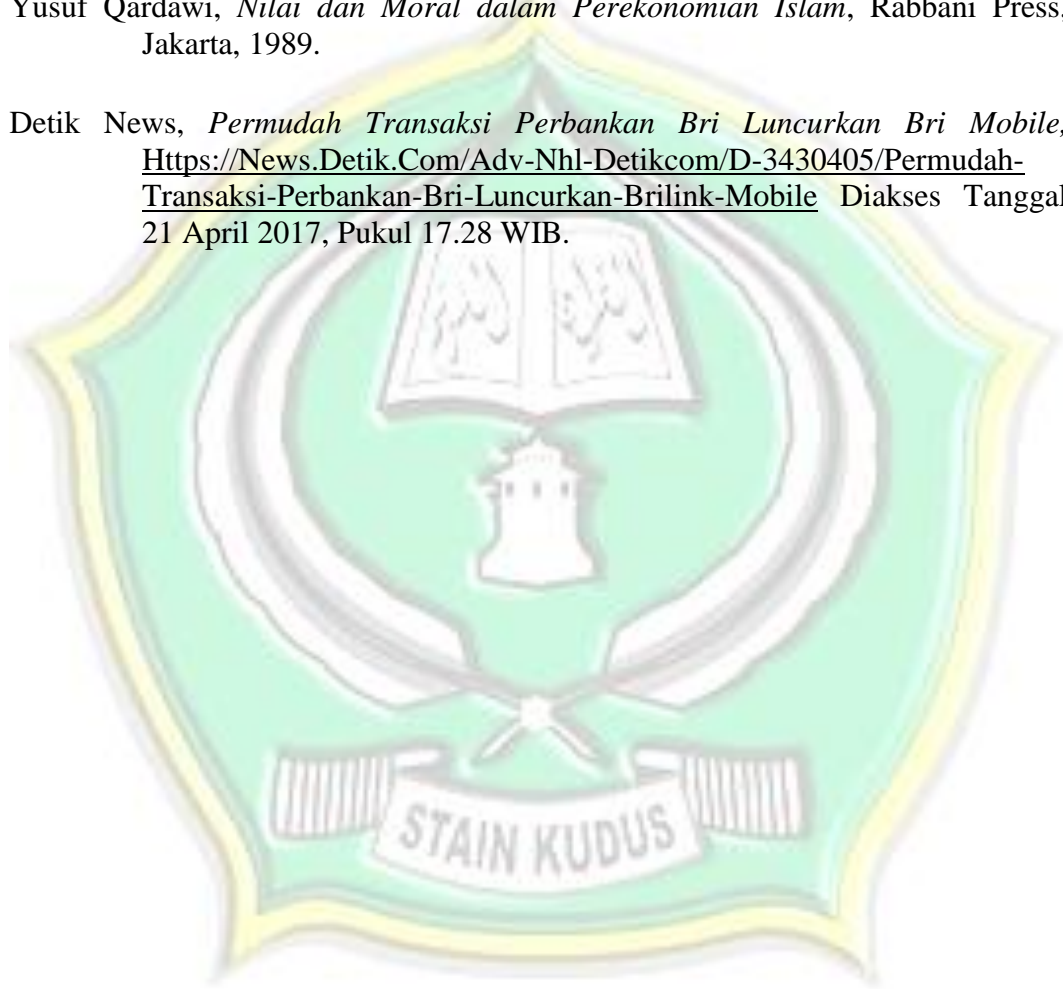 Yusuf Qardawi, Nilai dan Moral dalam Perekonomian Islam, Rabbani Press,
Jakarta, 1989.
Detik News, Permudah Transaksi Perbankan Bri Luncurkan Bri Mobile,
Https://News.Detik.Com/Adv-Nhl-Detikcom/D-3430405/Permudah-
Transaksi-Perbankan-Bri-Luncurkan-Brilink-Mobile Diakses Tanggal
21 April 2017, Pukul 17.28 WIB.
STAIN KUDUS